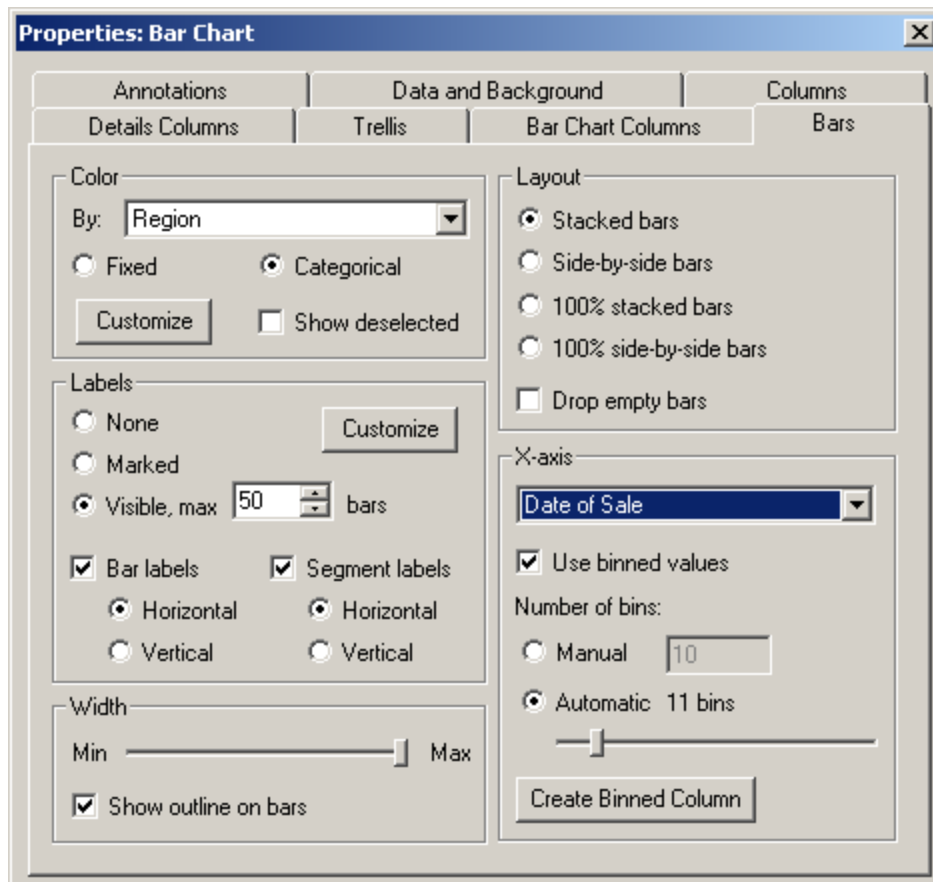 Properties: Bar Chart
Annotations
Data and Background
Columns
Details Columns
Trellis
Bar Chart Columns
Bars
Color
By: Region
Fixed
Categorical
Customize
Show deselected
Labels
None
Customize
Marked
Visible, max 50 bars
Bar labels
Segment labels
Horizontal
Horizontal
Vertical
Vertical
Width
Min
Max
Show outline on bars
Layout
Stacked bars
Side-by-side bars
100% stacked bars
100% side-by-side bars
Drop empty bars
X-axis
Date of Sale
Use binned values
Number of bins:
Manual 10
Automatic 11 bins
Create Binned Column